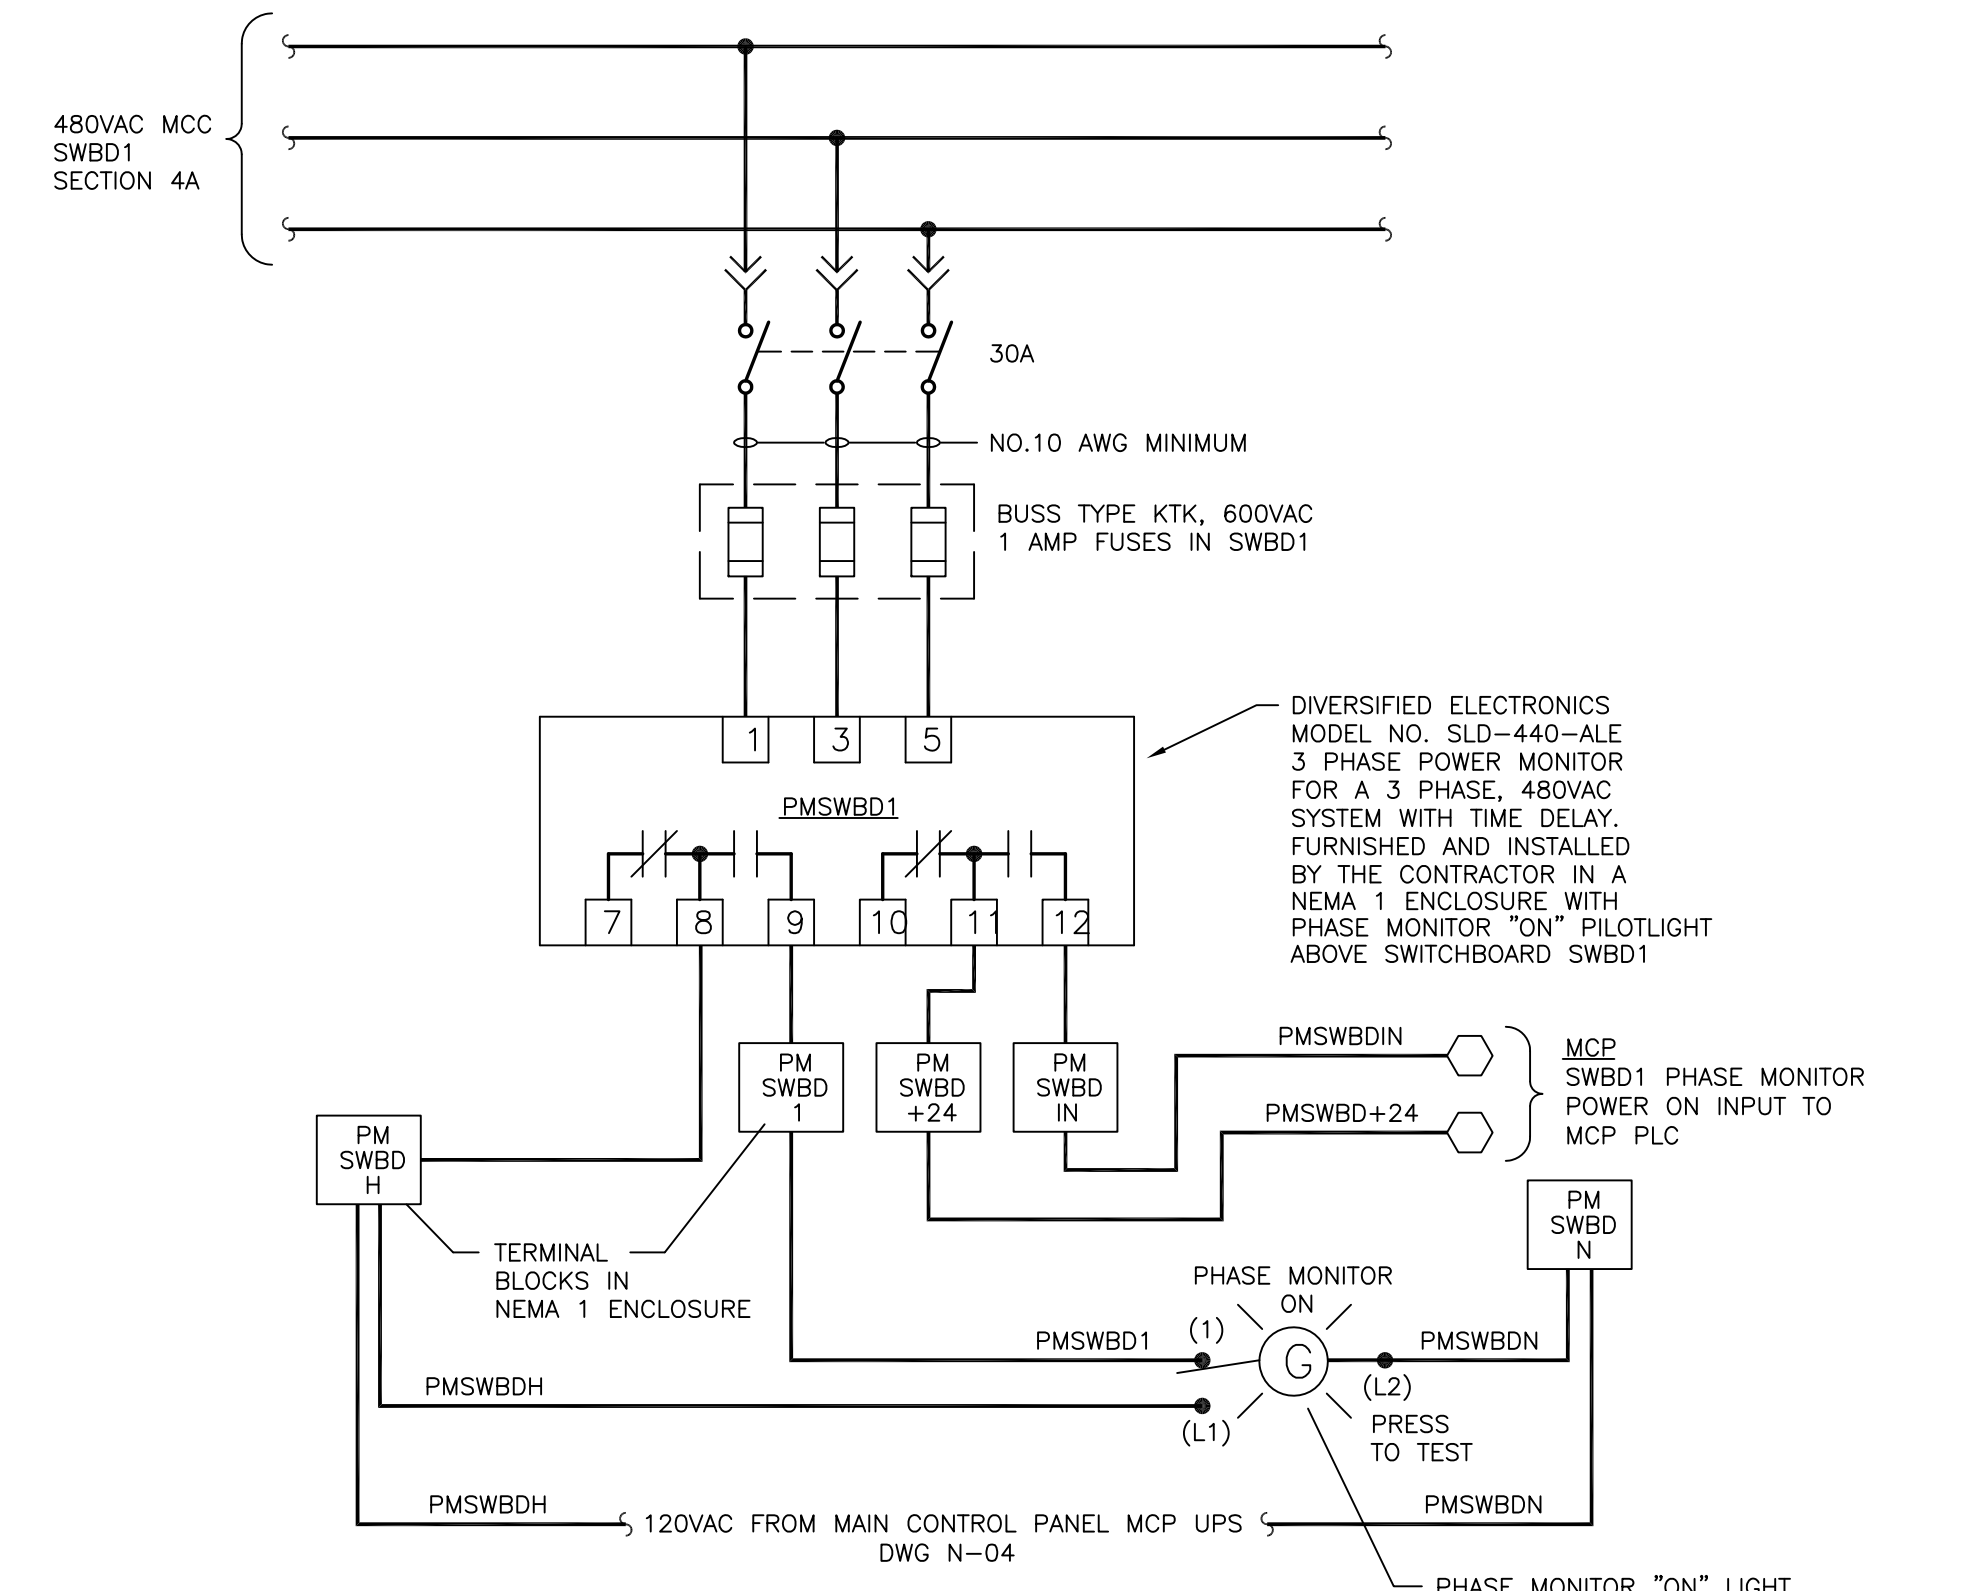 480VAC MCC
SWBD1
SECTION 4A
30A
NO.10 AWG MINIMUM
BUSS TYPE KTK, 600VAC
1 AMP FUSES IN SWBD1
1
3
5
PMSWBD1
7
8
9
10
11
12
DIVERSIFIED ELECTRONICS
MODEL NO. SLD-440-ALE
3 PHASE POWER MONITOR
FOR A 3 PHASE, 480VAC
SYSTEM WITH TIME DELAY.
FURNISHED AND INSTALLED
BY THE CONTRACTOR IN A
NEMA 1 ENCLOSURE WITH
PHASE MONITOR "ON" PILOTLIGHT
ABOVE SWITCHBOARD SWBD1
PM
SWBD
1
PM
SWBD
+24
PM
SWBD
IN
PMSWBDIN
PMSWBD+24
MCP
SWBD1 PHASE MONITOR
POWER ON INPUT TO
MCP PLC
PM
SWBD
H
PM
SWBD
N
TERMINAL
BLOCKS IN
NEMA 1 ENCLOSURE
PHASE MONITOR
ON
PMSWBD1
(1)
G
PMSWBDN
(L2)
PMSWBDH
(L1)
PRESS
TO TEST
PMSWBDH
120VAC FROM MAIN CONTROL PANEL MCP UPS
DWG N-04
PMSWBDN
PHASE MONITOR "ON" LIGHT